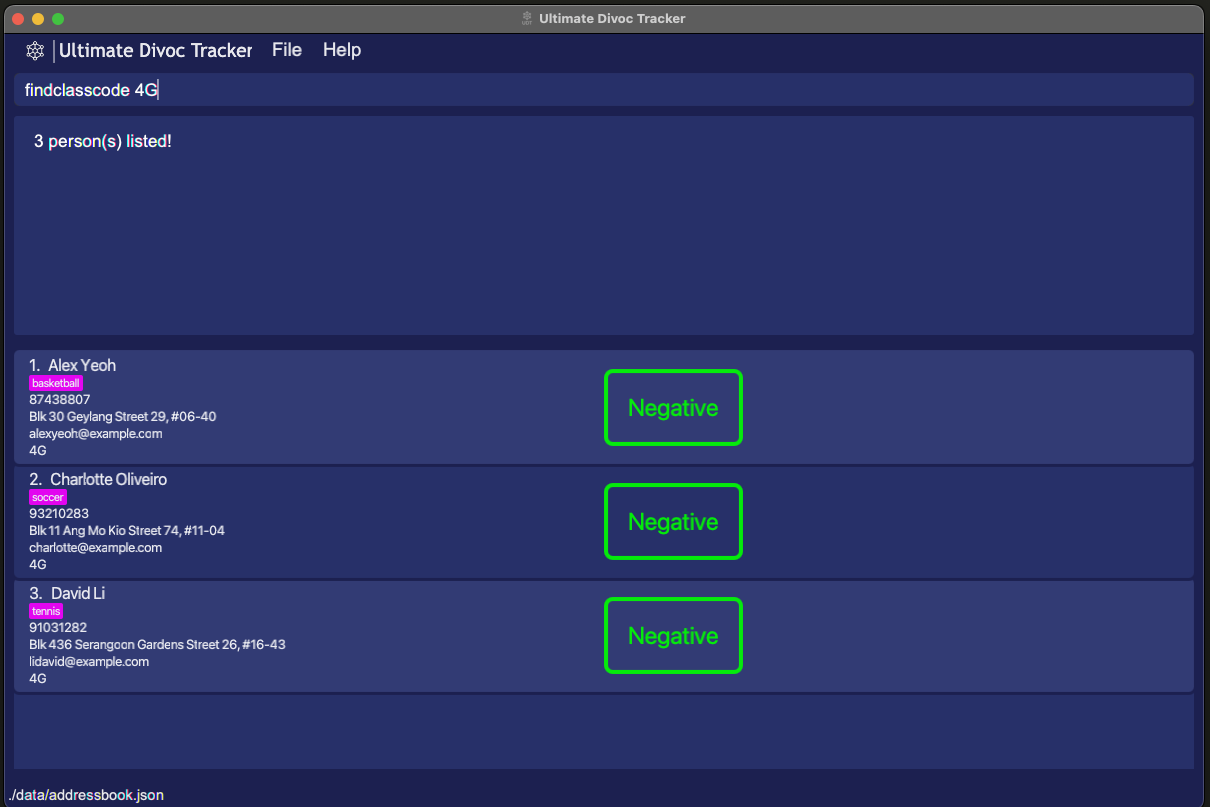 Ultimate Divoc Tracker
Ultimate Divoc Tracker File Help
findclasscode 4G
3 person(s) listed!
1. Alex Yeoh
basketball
87438807
Blk 30 Geylang Street 29, #06-40
alexyeoh@example.com
4G
Negative
2. Charlotte Oliveiro
soccer
93210283
Blk 11 Ang Mo Kio Street 74, #11-04
charlotte@example.com
4G
Negative
3. David Li
tennis
91031282
Blk 436 Serangoon Gardens Street 26, #16-43
lidavid@example.com
4G
Negative
./data/addressbook.json